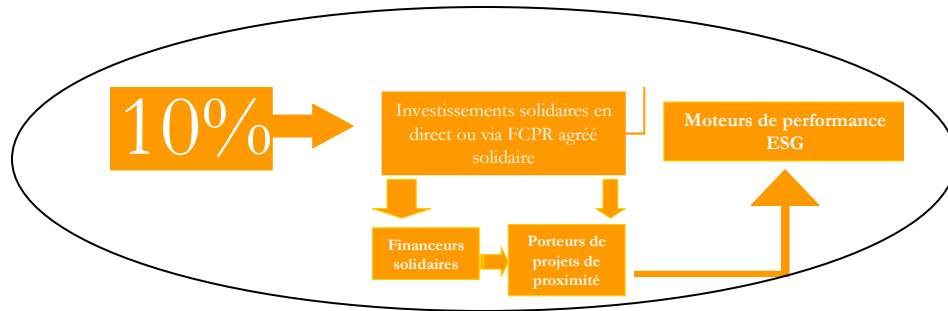 10%
Investissements solidaires en
direct ou via FCPR agréé
solidaire
Moteurs de performance
ESG
Financeurs
solidaires
Porteurs de
projets de
proximité